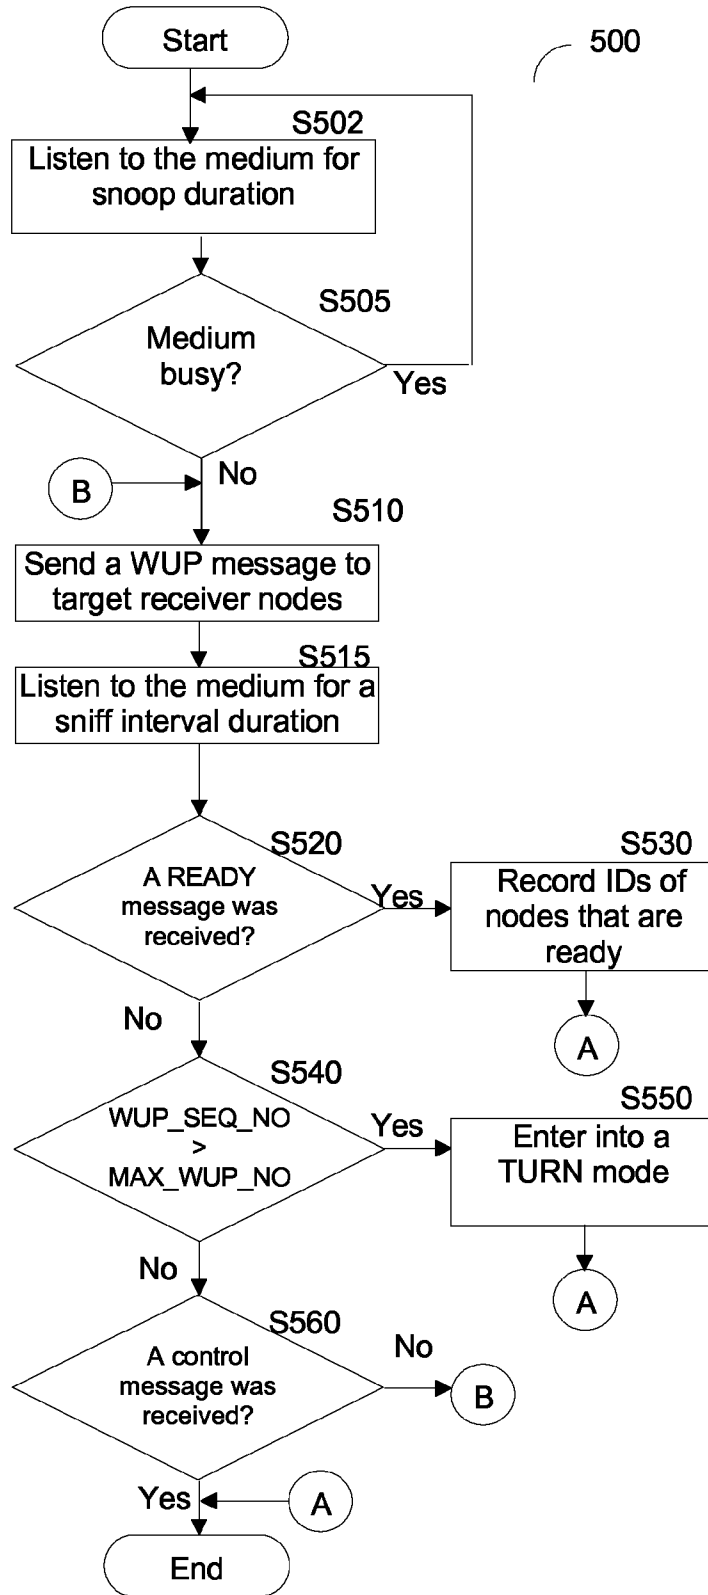 Start
500
S502
Listen to the medium for
snoop duration
S505
Medium
busy?
Yes
B
No
S510
Send a WUP message to
target receiver nodes
S515
Listen to the medium for a
sniff interval duration
S520
A READY
message was
received?
Yes
S530
Record IDs of
nodes that are
ready
No
A
S540
WUP_SEQ_NO
>
MAX_WUP_NO
Yes
S550
Enter into a
TURN mode
No
A
S560
A control
message was
received?
No
B
Yes
A
End